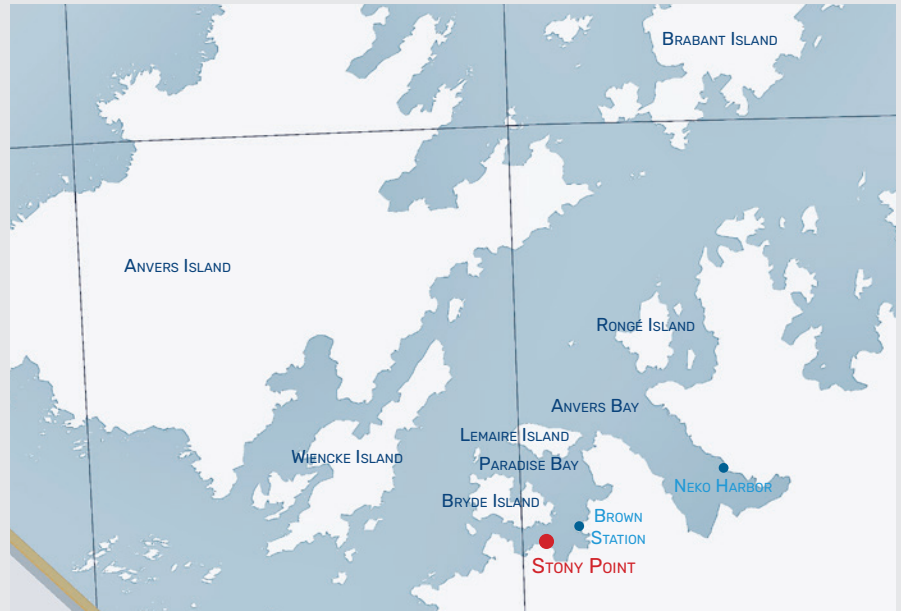 Brabant Island
Anvers Island
Rongé Island
Anvers Bay
Lemaire Island
Wiencke Island
Paradise Bay
Neko Harbor
Bryde Island
Brown
Station
Stony Point